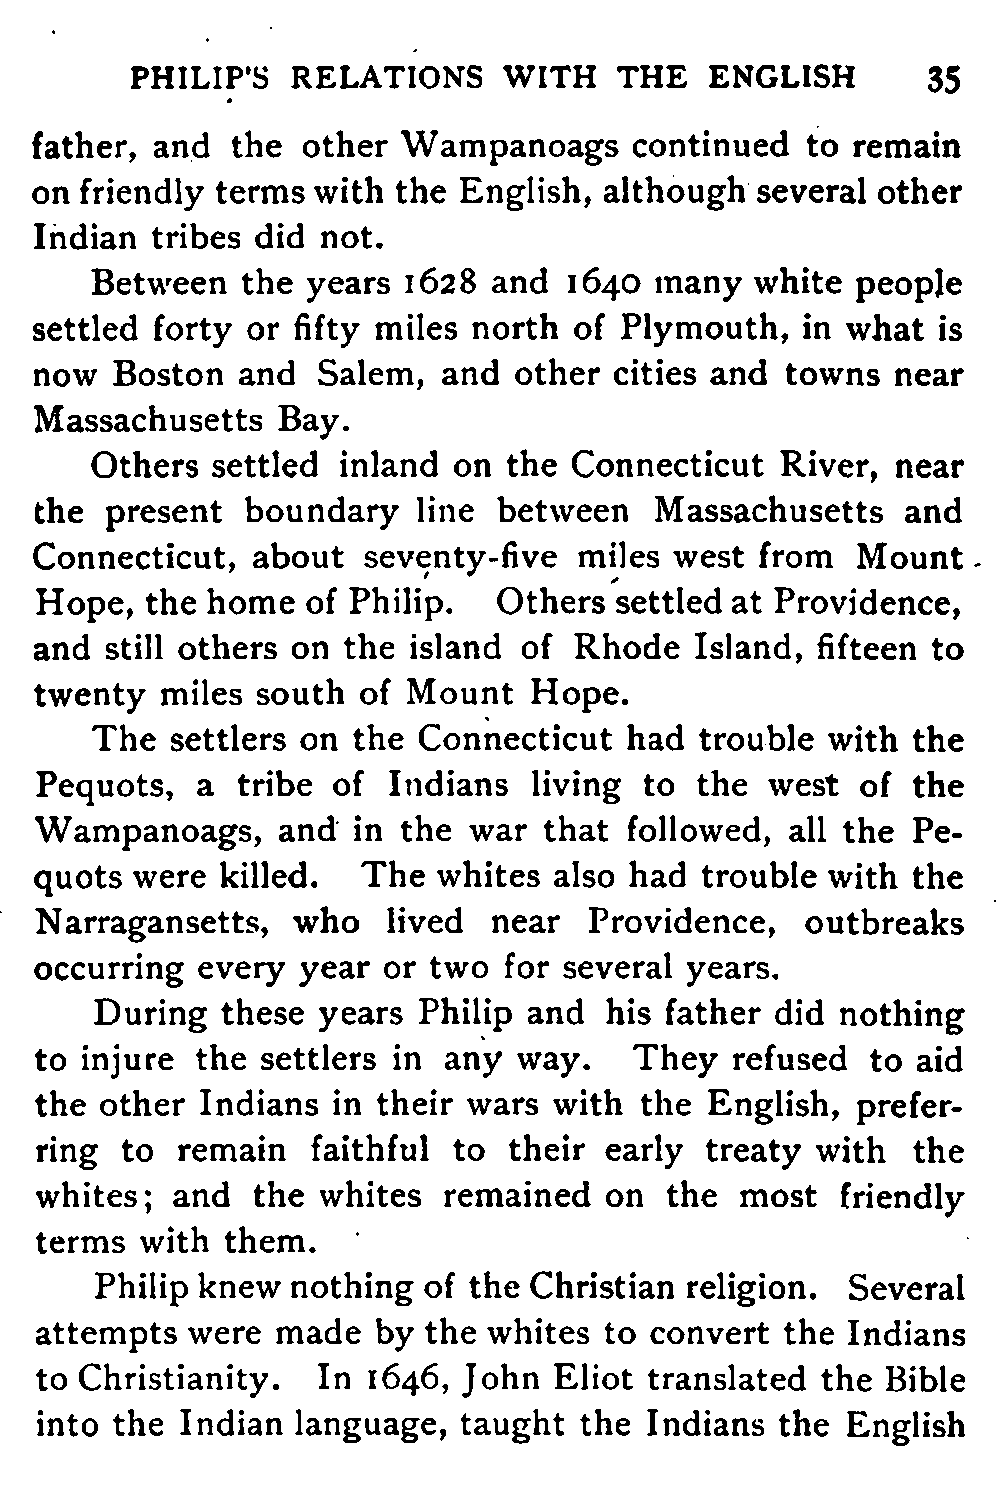 PHILIP'S RELATIONS WITH THE ENGLISH 35
father, and the other Wampanoags continued to remain
on friendly terms with the English, although several other
Indian tribes did not.
Between the years 1628 and 1640 many white people
settled forty or fifty miles north of Plymouth, in what is
now Boston and Salem, and other cities and towns near
Massachusetts Bay.
Others settled inland on the Connecticut River, near
the present boundary line between Massachusetts and
Connecticut, about seventy-five miles west from Mount
Hope, the home of Philip. Others settled at Providence,
and still others on the island of Rhode Island, fifteen to
twenty miles south of Mount Hope.
The settlers on the Connecticut had trouble with the
Pequots, a tribe of Indians living to the west of the
Wampanoags, and in the war that followed, all the Pe-
quots were killed. The whites also had trouble with the
Narragansetts, who lived near Providence, outbreaks
occurring every year or two for several years.
During these years Philip and his father did nothing
to injure the settlers in any way. They refused to aid
the other Indians in their wars with the English, prefer-
ring to remain faithful to their early treaty with the
whites; and the whites remained on the most friendly
terms with them.
Philip knew nothing of the Christian religion. Several
attempts were made by the whites to convert the Indians
to Christianity. In 1646, John Eliot translated the Bible
into the Indian language, taught the Indians the English